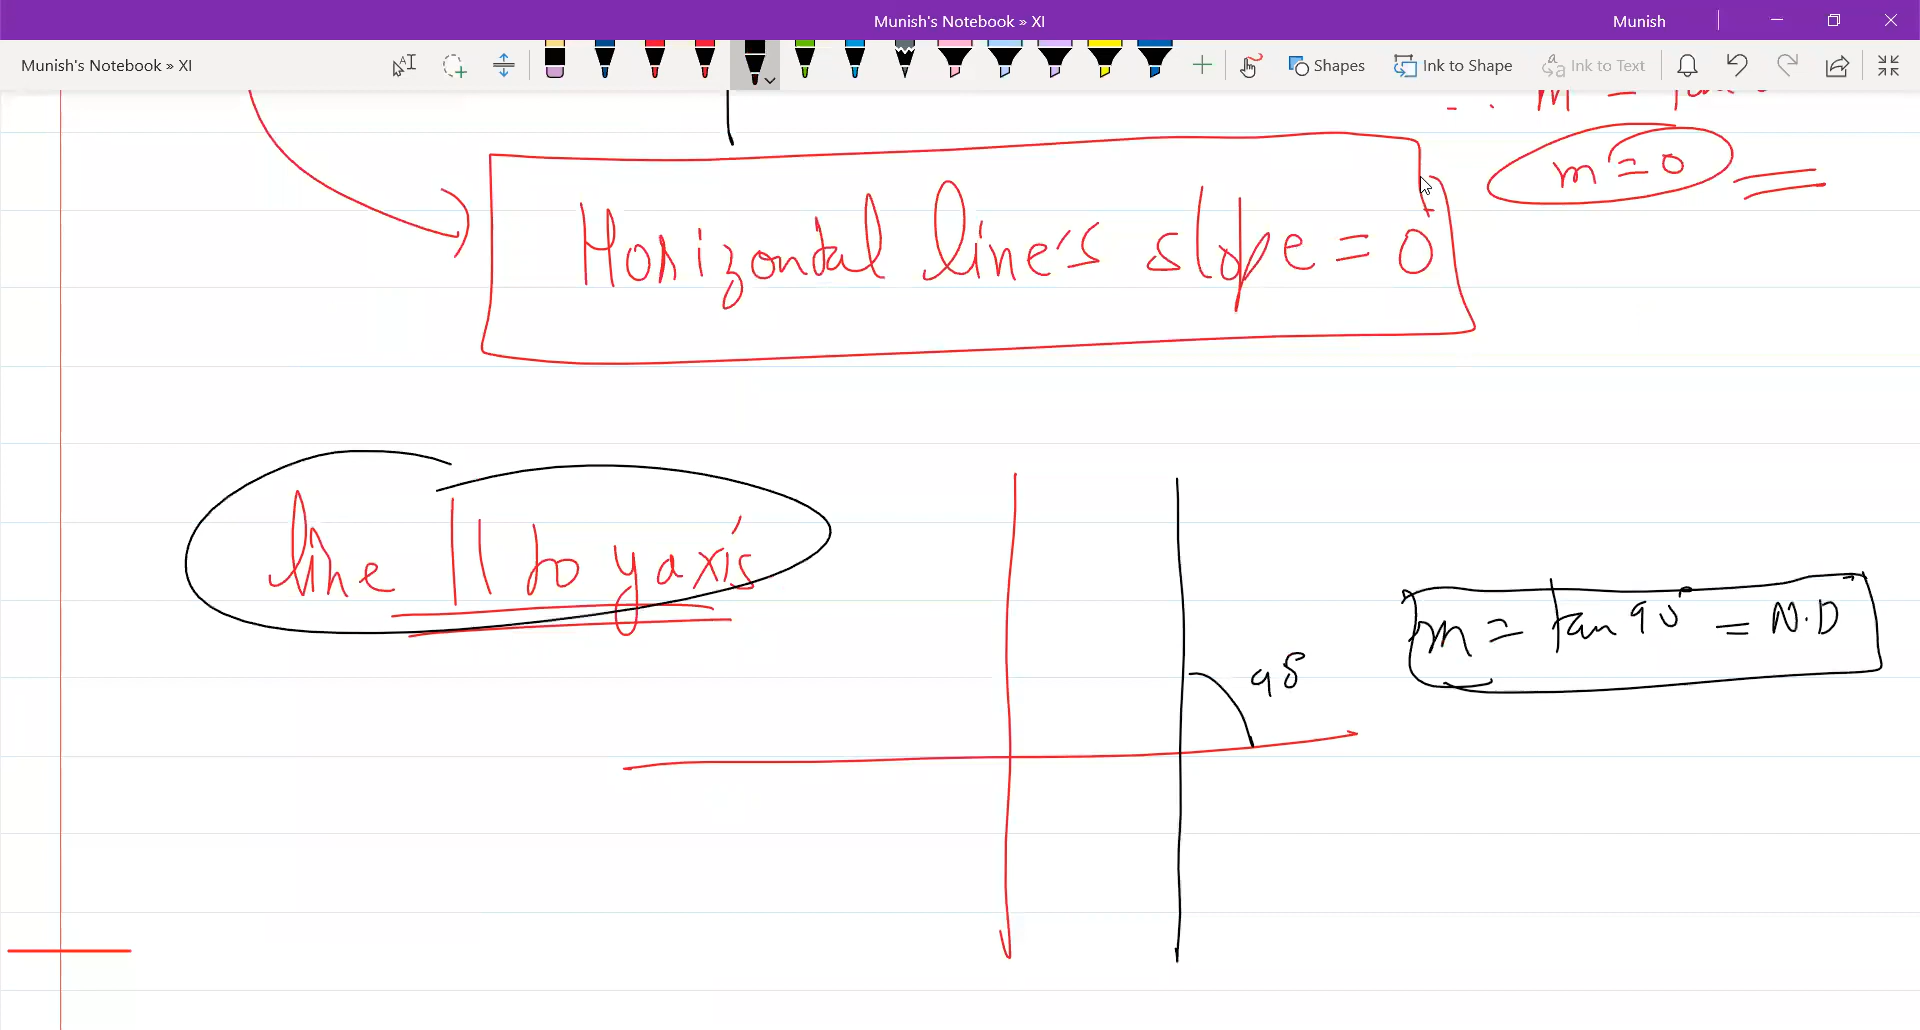 Munish's Notebook » XI
Munish
Munish's Notebook » XI
Shapes
Ink to Shape
Ink to Text
∴ m =
m = 0
Horizontal line's slope = 0
line || to y axis
90°
m = tan 90° = N.D